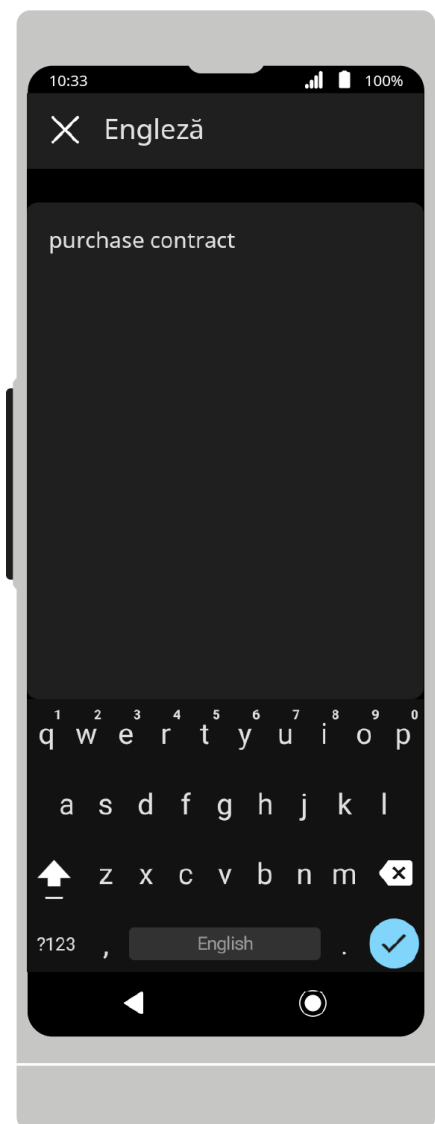 10:33 100%
Engleză
purchase contract
1 2 3 4 5 6 7 8 9 0
q w e r t y u i o p
a s d f g h j k l
z x c v b n m
?123 , English .